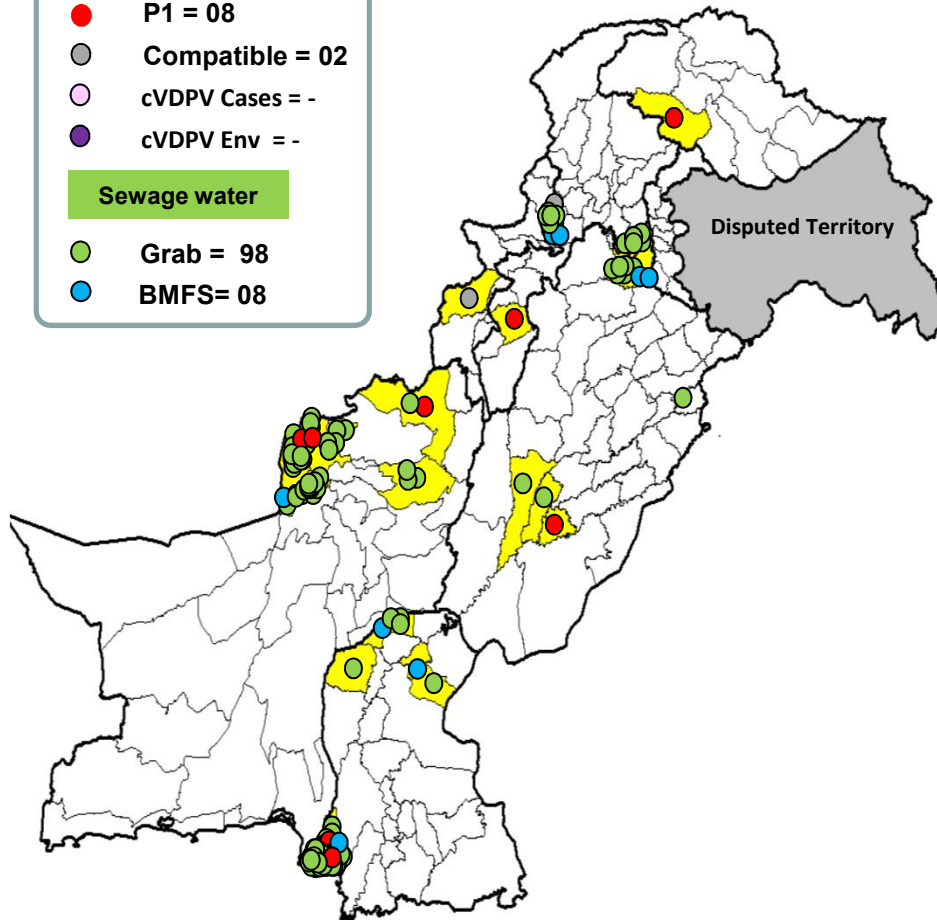 P1 = 08
Compatible = 02
cVDPV Cases = -
cVDPV Env  = -
Sewage water
Grab =  98
BMFS= 08
Disputed Territory